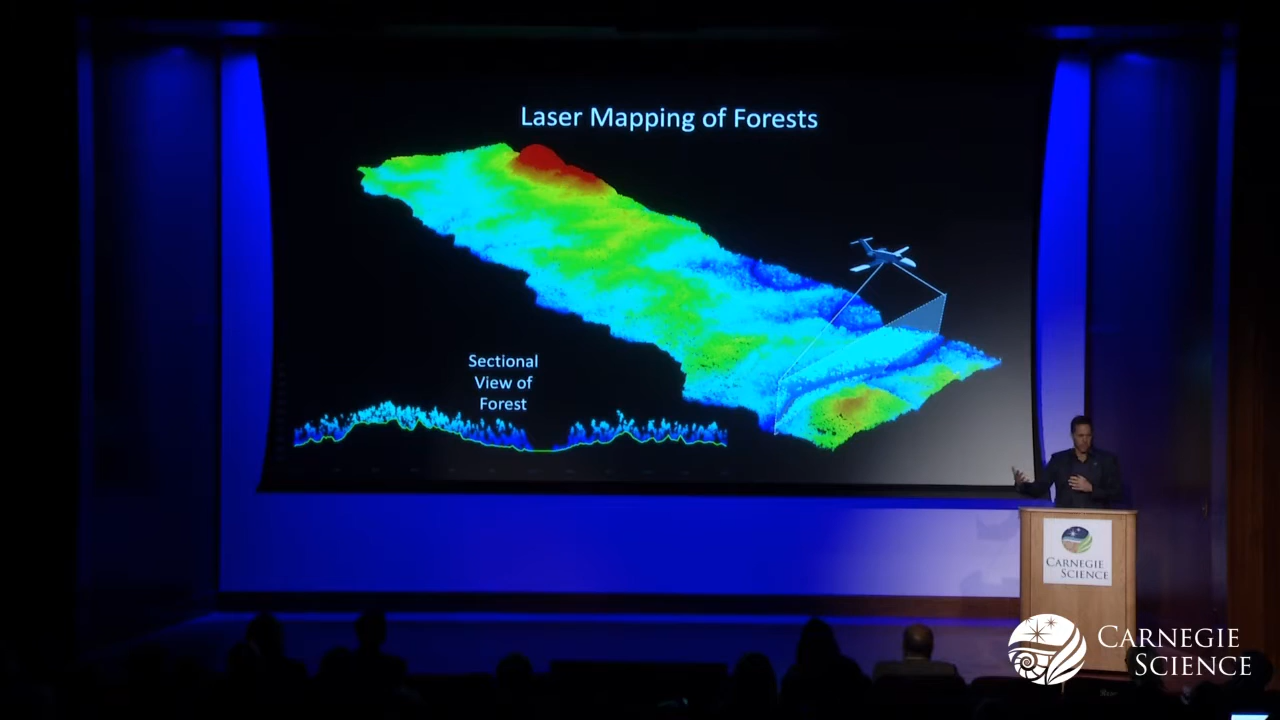 Laser Mapping of Forests
Sectional
View of
Forest
CARNEGIE
SCIENCE
CARNEGIE
SCIENCE